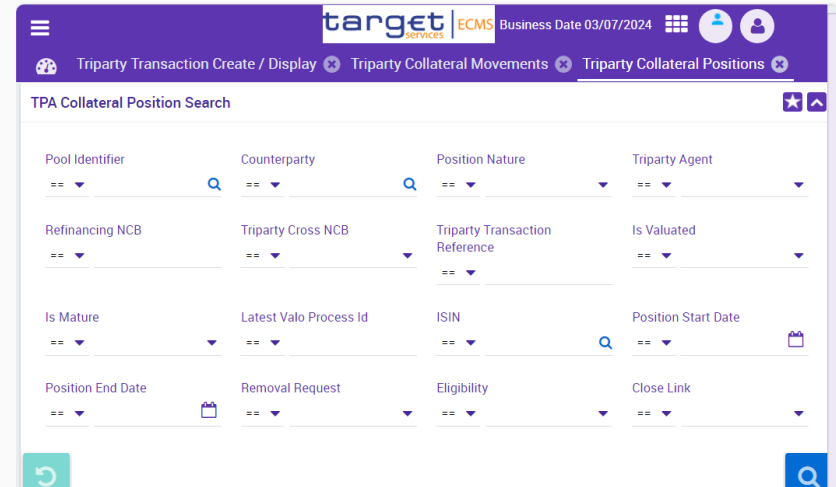 target
services
ECMS
Business Date 03/07/2024
Triparty Transaction Create / Display
Triparty Collateral Movements
Triparty Collateral Positions
TPA Collateral Position Search
Pool Identifier
Counterparty
Position Nature
Triparty Agent
==
==
==
==
Refinancing NCB
Triparty Cross NCB
Triparty Transaction
Reference
Is Valuated
==
==
==
==
Is Mature
Latest Valo Process Id
ISIN
Position Start Date
==
==
==
==
Position End Date
Removal Request
Eligibility
Close Link
==
==
==
==